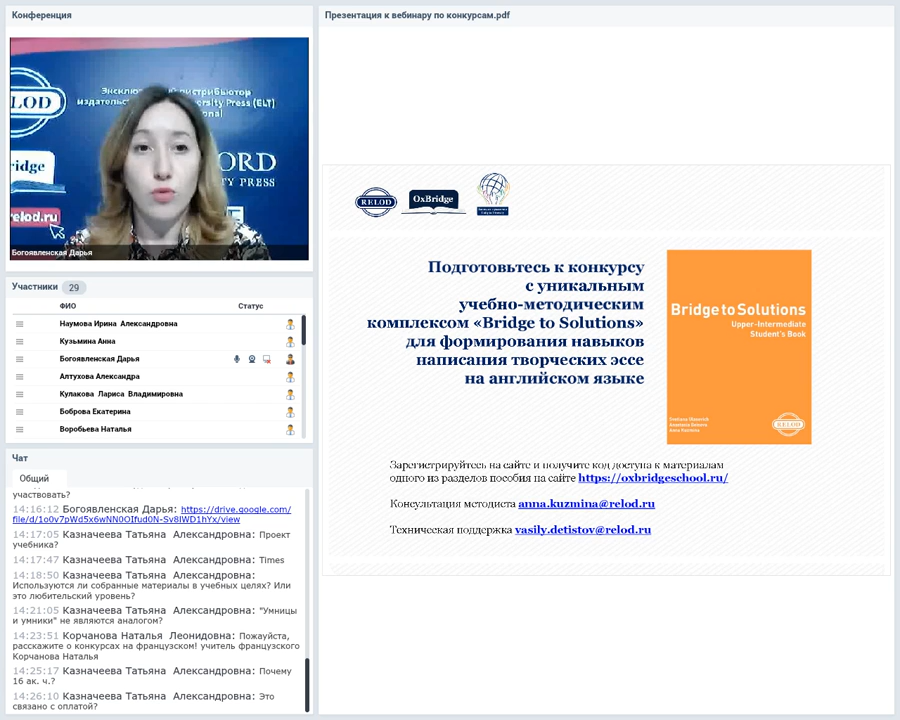 Конференция
RELOD
Эксклюзивный дистрибьютор
OxBridge
relod.ru
OXFORD
UNIVERSITY PRESS
Богоявленская Дарья
Участники 29
ФИО Статус
Наумова Ирина Александровна
Кузьмина Анна
Богоявленская Дарья
Алтухова Александра
Кулакова Лариса Владимировна
Боброва Екатерина
Воробьева Наталья
Чат
Общий
участвовать?
14:16:12 Богоявленская Дарья: https://drive.google.com/
file/d/1o0v7pWd5x6wNN0OIfud0N-Sv8IWD1hYx/view
14:17:05 Казначеева Татьяна Александровна: Проект
учебника?
14:17:47 Казначеева Татьяна Александровна: Times
14:18:50 Казначеева Татьяна Александровна:
Используются ли собранные материалы в учебных целях? Или
это любительский уровень?
14:21:05 Казначеева Татьяна Александровна: "Умницы
и умники" не являются аналогом?
14:23:51 Корчанова Наталья Леонидовна: Пожауйста,
расскажите о конкурсах на французском! учитель французского
Корчанова Наталья
14:25:17 Казначеева Татьяна Александровна: Почему
16 ак. ч.?
14:26:10 Казначеева Татьяна Александровна: Это
связано с оплатой?
Презентация к вебинару по конкурсам.pdf
RELOD OxBridge
Подготовьтесь к конкурсу
с уникальным
учебно-методическим
комплексом «Bridge to Solutions»
для формирования навыков
написания творческих эссе
на английском языке
Bridge to Solutions
Upper-Intermediate
Student's Book
RELOD
Зарегистрируйтесь на сайте и получите код доступа к материалам
одного из разделов пособия на сайте https://oxbridgeschool.ru/
Консультация методиста anna.kuzmina@relod.ru
Техническая поддержка vasily.detistov@relod.ru